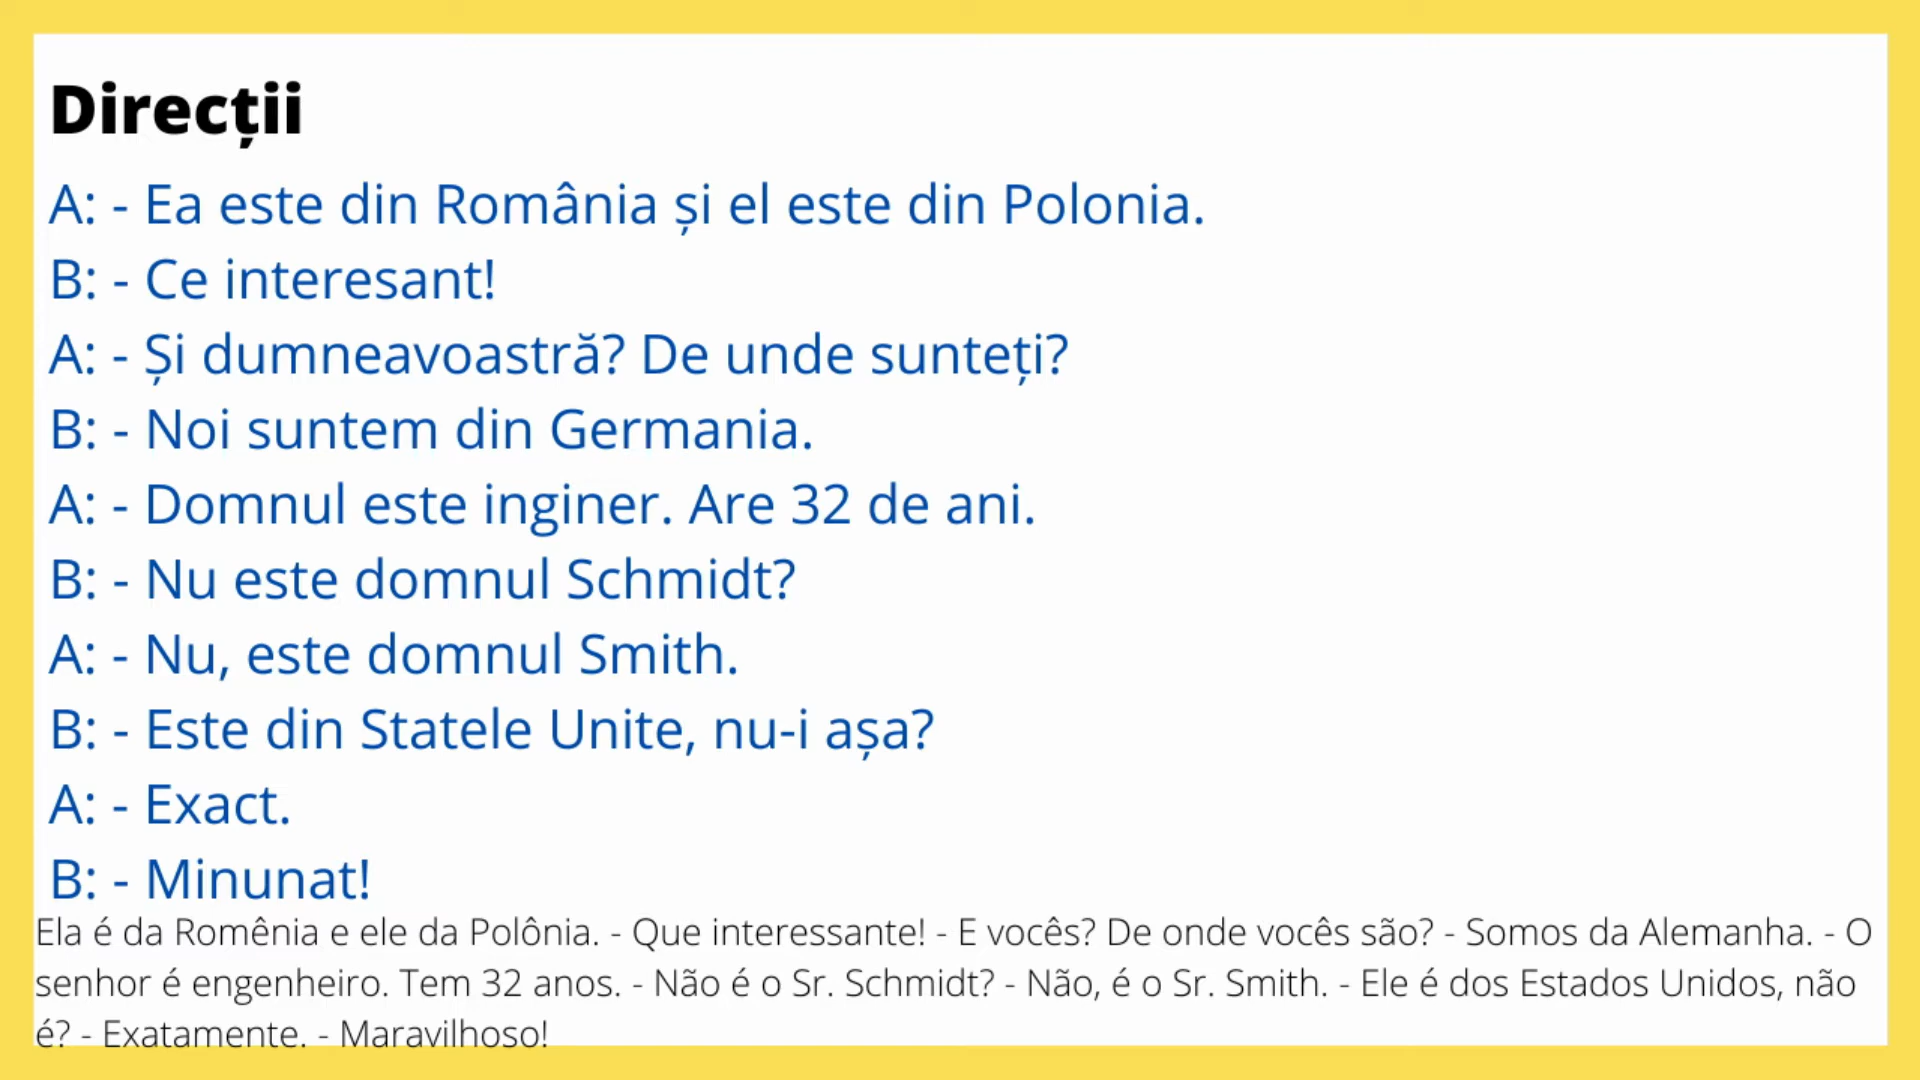 Direcții
A: - Ea este din România și el este din Polonia.
B: - Ce interesant!
A: - Și dumneavoastră? De unde sunteți?
B: - Noi suntem din Germania.
A: - Domnul este inginer. Are 32 de ani.
B: - Nu este domnul Schmidt?
A: - Nu, este domnul Smith.
B: - Este din Statele Unite, nu-i așa?
A: - Exact.
B: - Minunat!
Ela é da Romênia e ele da Polônia. - Que interessante! - E vocês? De onde vocês são? - Somos da Alemanha. - O
senhor é engenheiro. Tem 32 anos. - Não é o Sr. Schmidt? - Não, é o Sr. Smith. - Ele é dos Estados Unidos, não
é? - Exatamente. - Maravilhoso!